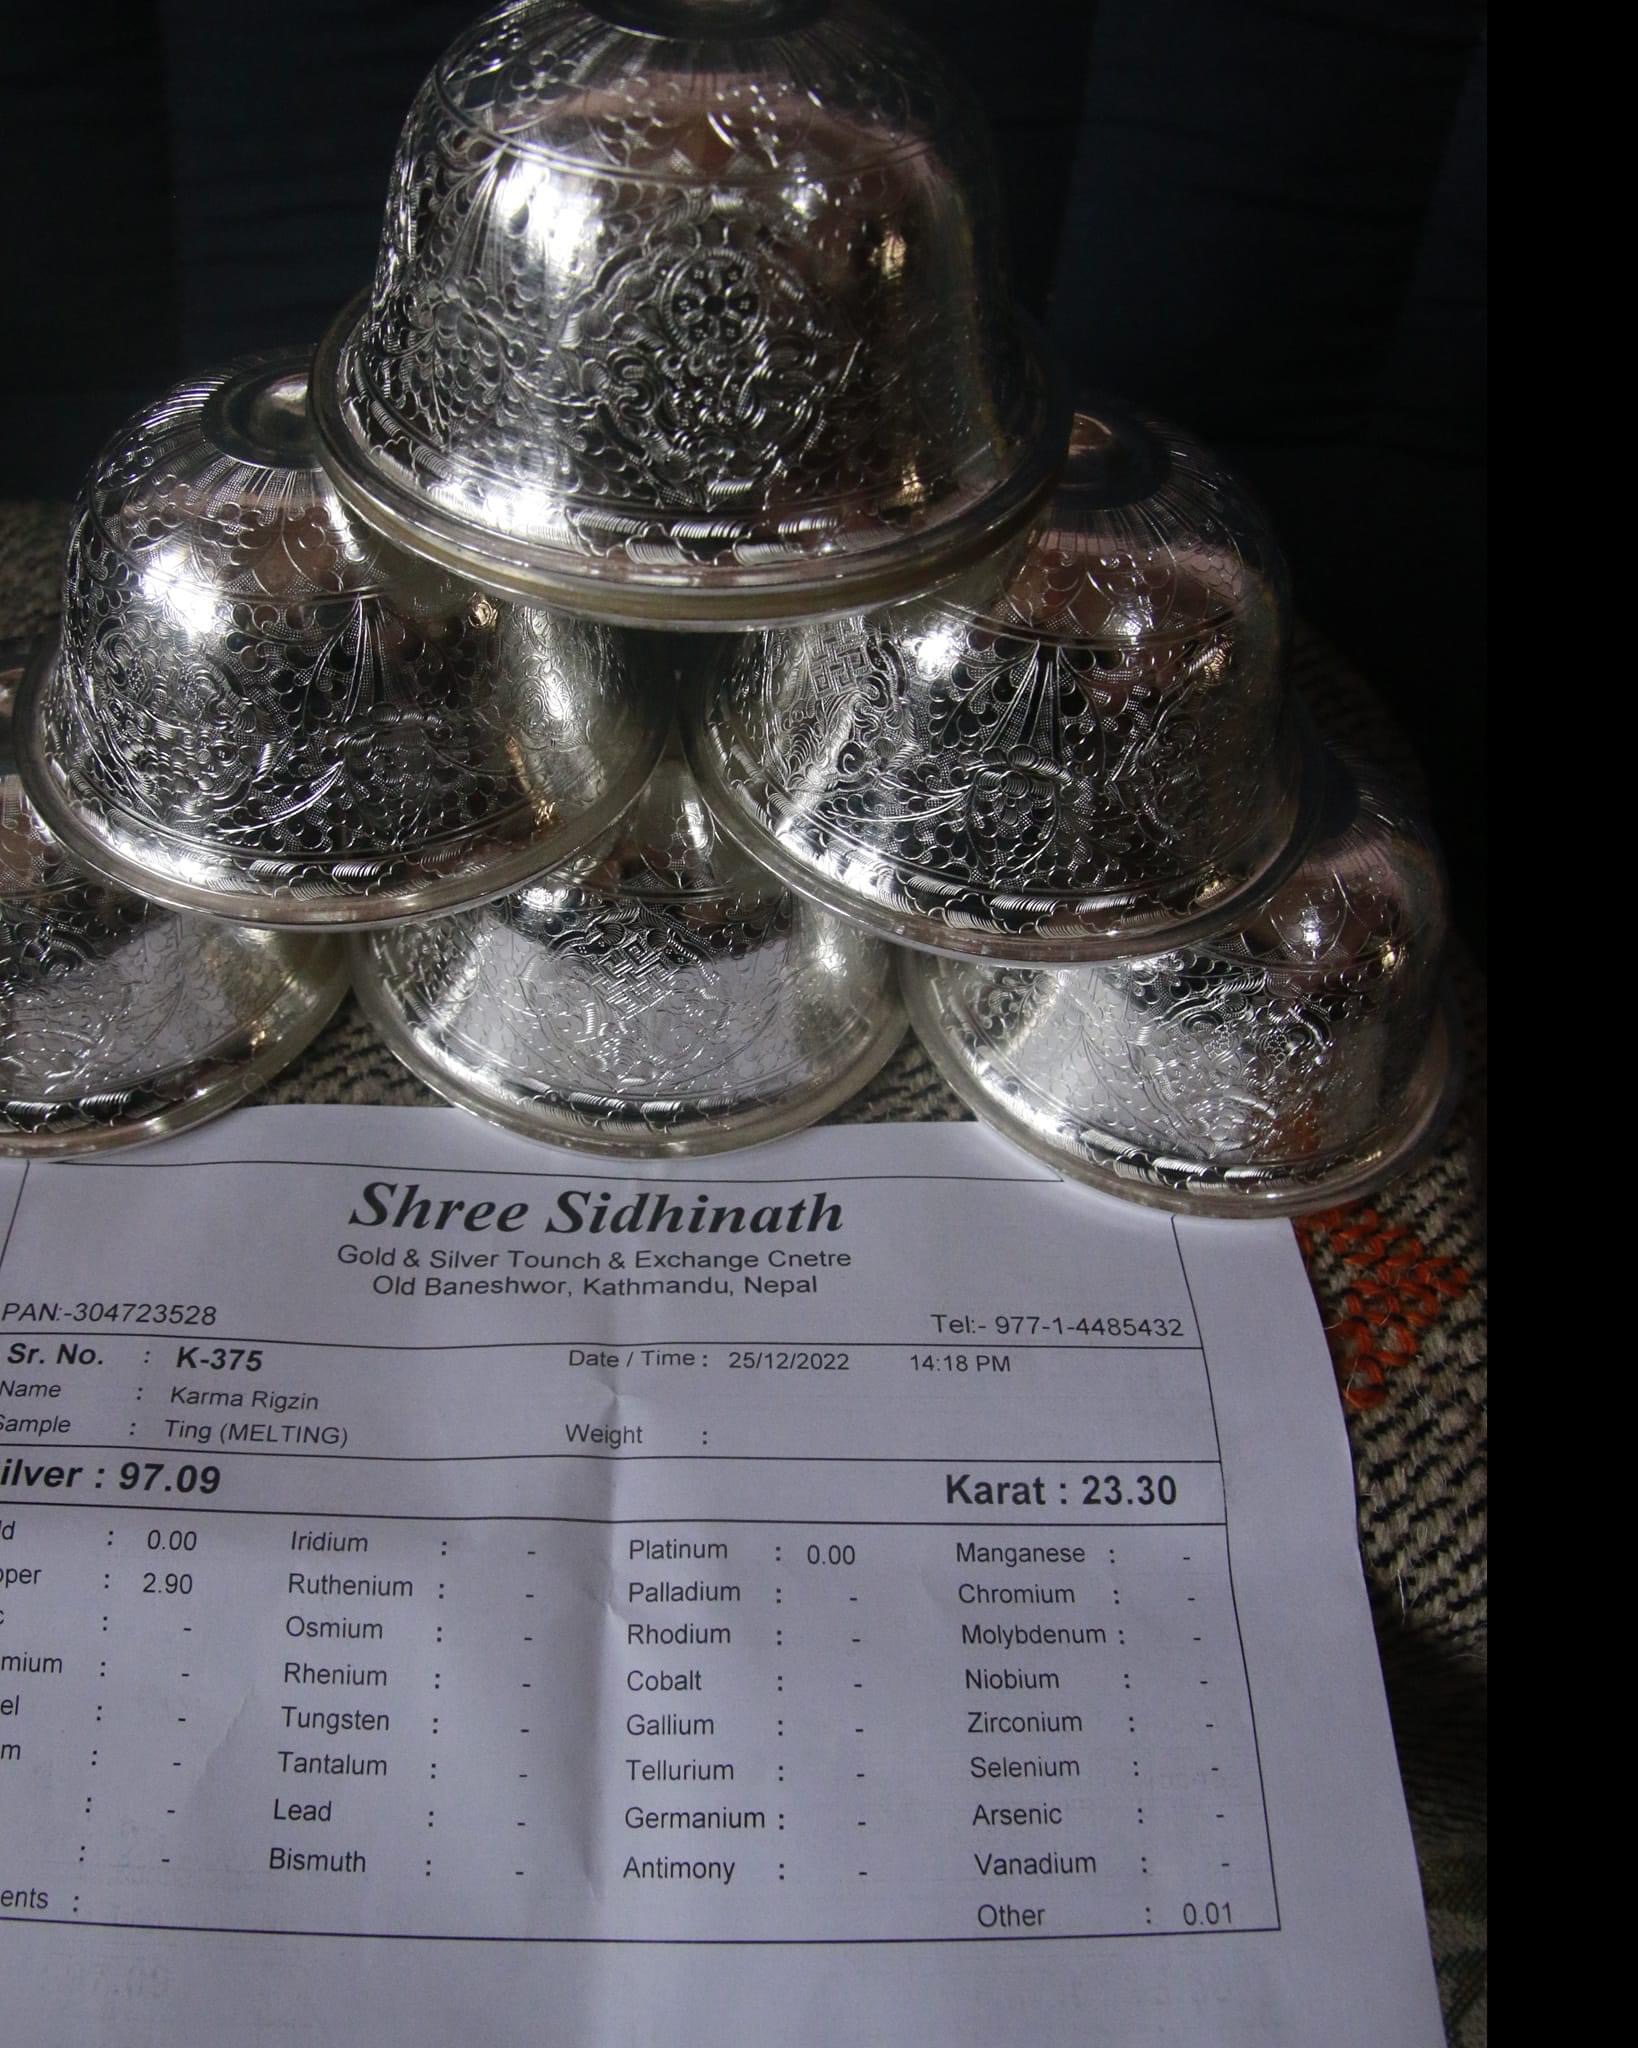 Shree Sidhinath
Gold & Silver Tounch & Exchange Cnetre
Old Baneshwor, Kathmandu, Nepal
PAN:-304723528 Tel:- 977-1-4485432
Sr. No. : K-375 Date / Time : 25/12/2022 14:18 PM
Name : Karma Rigzin
Sample : Ting (MELTING) Weight :
ilver : 97.09 Karat : 23.30
ld : 0.00 Iridium : - Platinum : 0.00 Manganese : -
pper : 2.90 Ruthenium : - Palladium : - Chromium : -
c : - Osmium : - Rhodium : - Molybdenum : -
mium : - Rhenium : - Cobalt : - Niobium : -
el : - Tungsten : - Gallium : - Zirconium : -
m : - Tantalum : - Tellurium : - Selenium : -
: - Lead : - Germanium : - Arsenic : -
: - Bismuth : - Antimony : - Vanadium : -
ents : Other : 0.01